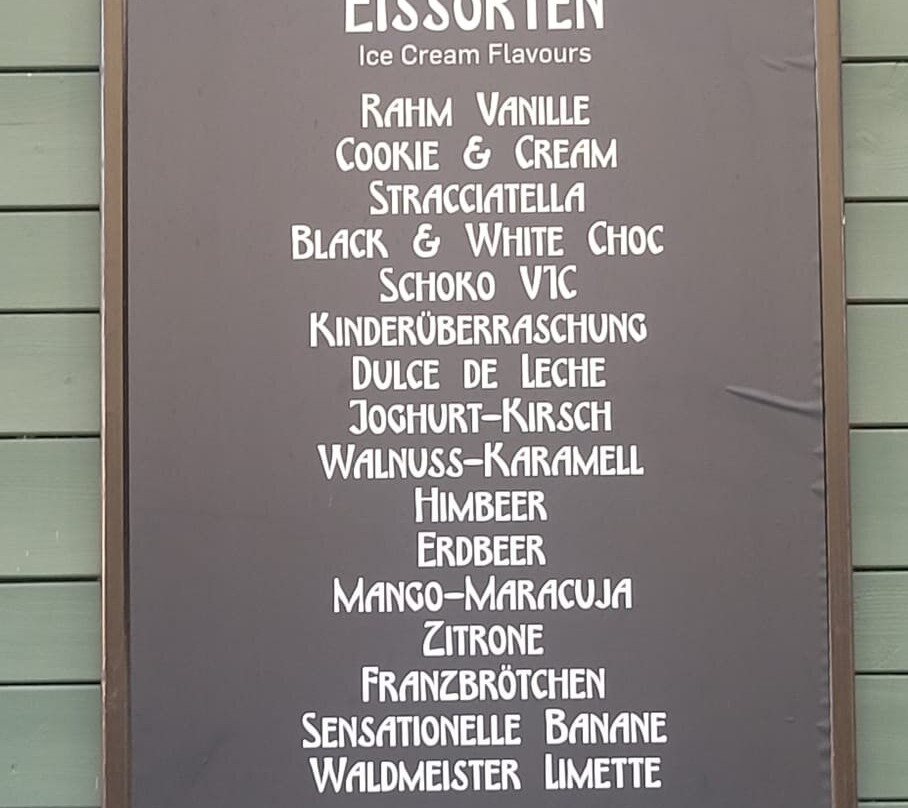 EISSORTEN
Ice Cream Flavours
RAHM VANILLE
COOKIE & CREAM
STRACCIATELLA
BLACK & WHITE CHOC
SCHOKO VIC
KINDERÜBERRASCHUNG
DULCE DE LECHE
JOGHURT-KIRSCH
WALNUSS-KARAMELL
HIMBEER
ERDBEER
MANGO-MARACUJA
ZITRONE
FRANZBRÖTCHEN
SENSATIONELLE BANANE
WALDMEISTER LIMETTE